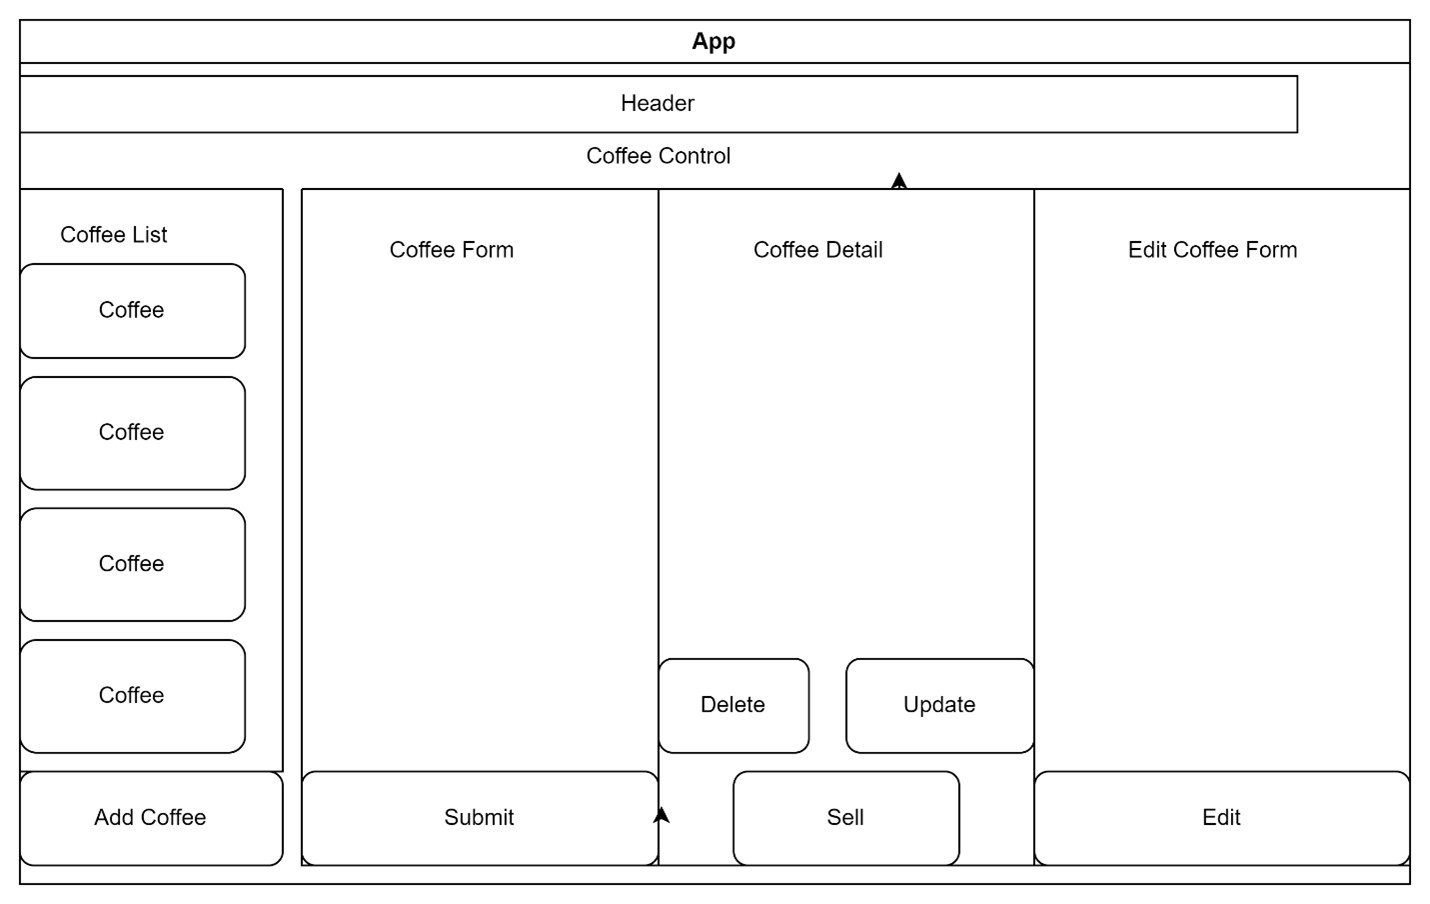 App
Header
Coffee Control
Coffee List
Coffee
Coffee
Coffee
Coffee
Add Coffee
Coffee Form
Submit
Coffee Detail
Delete
Update
Sell
Edit Coffee Form
Edit